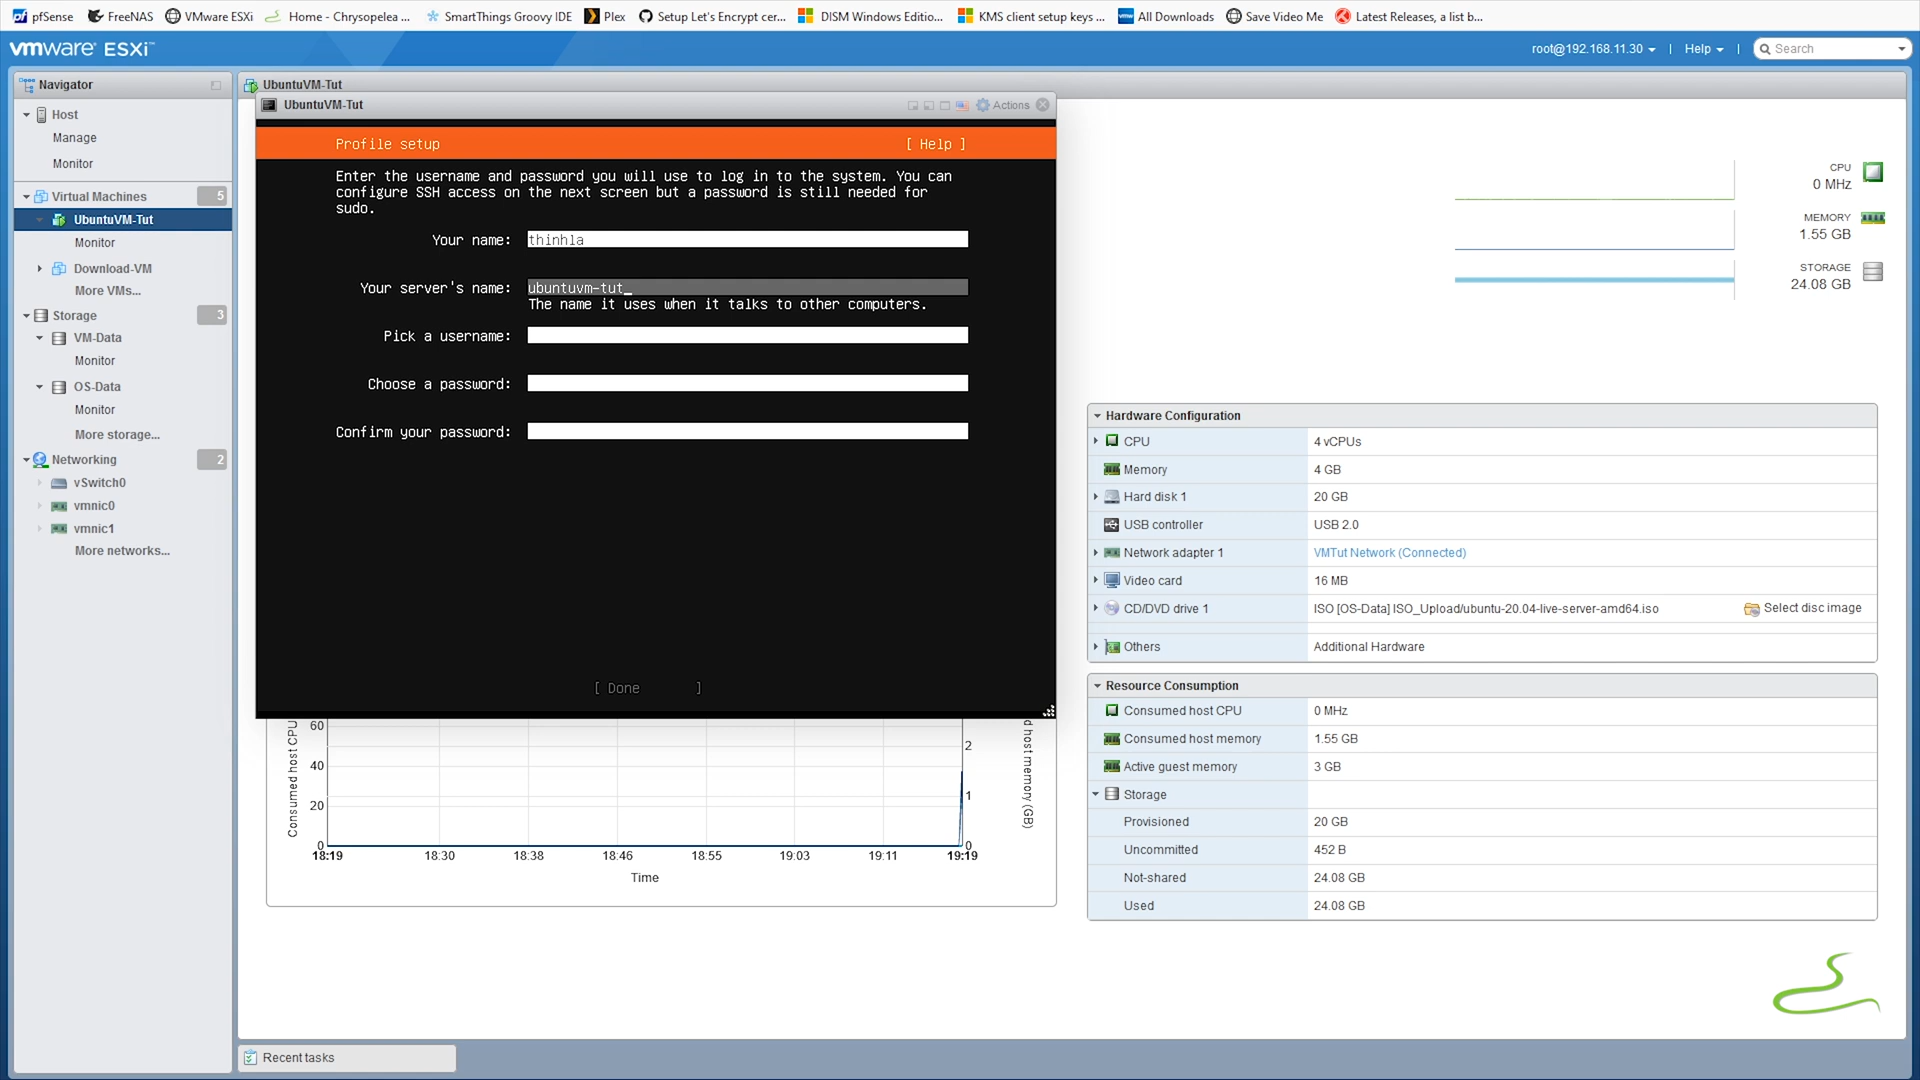 pfSense
FreeNAS
VMware ESXi
Home - Chrysopelea ...
SmartThings Groovy IDE
Plex
Setup Let's Encrypt cer...
DISM Windows Editio...
KMS client setup keys ...
All Downloads
Save Video Me
Latest Releases, a list b...
vmware ESXi™
root@192.168.11.30
|
Help
|
Search
Navigator
Host
Manage
Monitor
Virtual Machines
5
UbuntuVM-Tut
Monitor
Download-VM
More VMs...
Storage
3
VM-Data
Monitor
OS-Data
Monitor
More storage...
Networking
2
vSwitch0
vmnic0
vmnic1
More networks...
UbuntuVM-Tut
UbuntuVM-Tut
Actions
Profile setup
[ Help ]
Enter the username and password you will use to log in to the system. You can
configure SSH access on the next screen but a password is still needed for
sudo.
Your name: thinhla
Your server's name: ubuntuvm-tut_
The name it uses when it talks to other computers.
Pick a username:
Choose a password:
Confirm your password:
[ Done ]
CPU
0 MHz
MEMORY
1.55 GB
STORAGE
24.08 GB
Hardware Configuration
CPU
4 vCPUs
Memory
4 GB
Hard disk 1
20 GB
USB controller
USB 2.0
Network adapter 1
VMTut Network (Connected)
Video card
16 MB
CD/DVD drive 1
ISO [OS-Data] ISO_Upload/ubuntu-20.04-live-server-amd64.iso
Select disc image
Others
Additional Hardware
Resource Consumption
Consumed host CPU
0 MHz
Consumed host memory
1.55 GB
Active guest memory
3 GB
Storage
Provisioned
20 GB
Uncommitted
452 B
Not-shared
24.08 GB
Used
24.08 GB
Consumed host CPU
60
40
20
0
2
1
0
d host memory (GB)
18:19
18:30
18:38
18:46
18:55
19:03
19:11
19:19
Time
Recent tasks